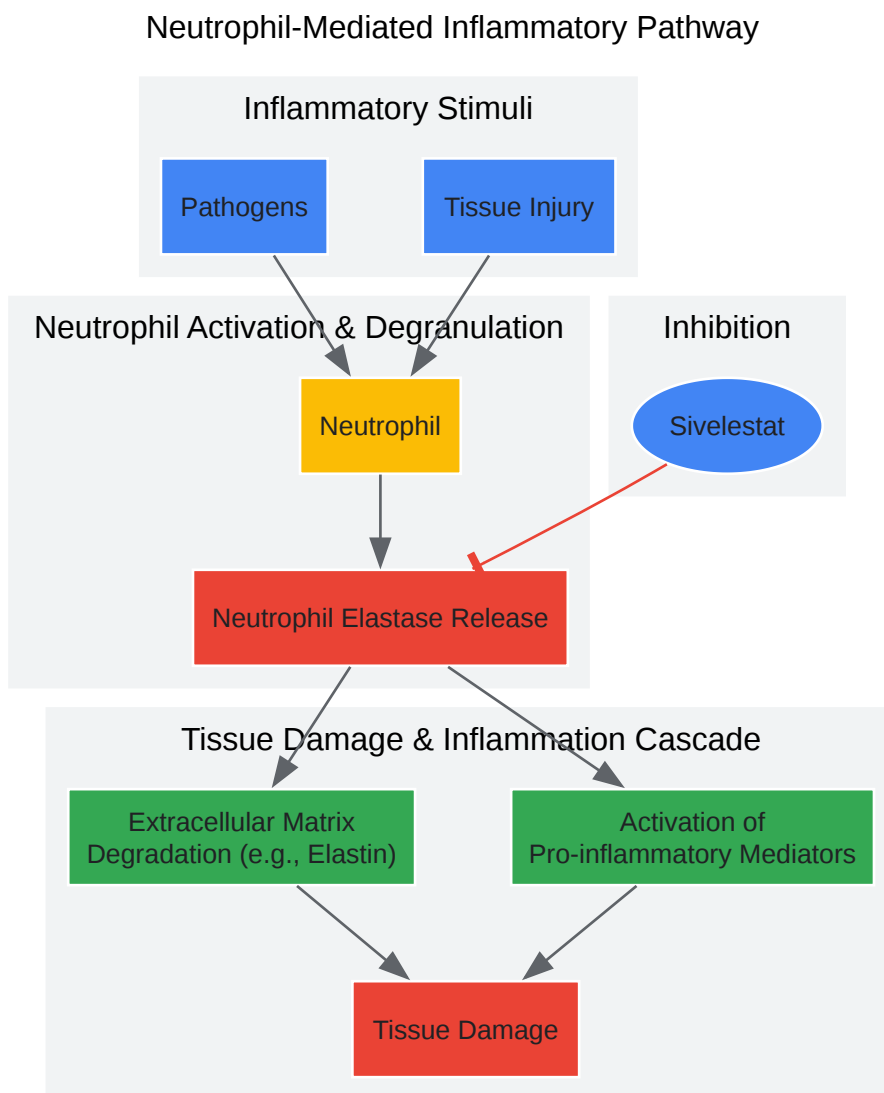 Neutrophil-Mediated Inflammatory Pathway
Inflammatory Stimuli
Pathogens
Tissue Injury
Neutrophil Activation & Degranulation
Inhibition
Neutrophil
Sivelestat
Neutrophil Elastase Release
Tissue Damage & Inflammation Cascade
Extracellular Matrix
Degradation (e.g., Elastin)
Activation of
Pro-inflammatory Mediators
Tissue Damage